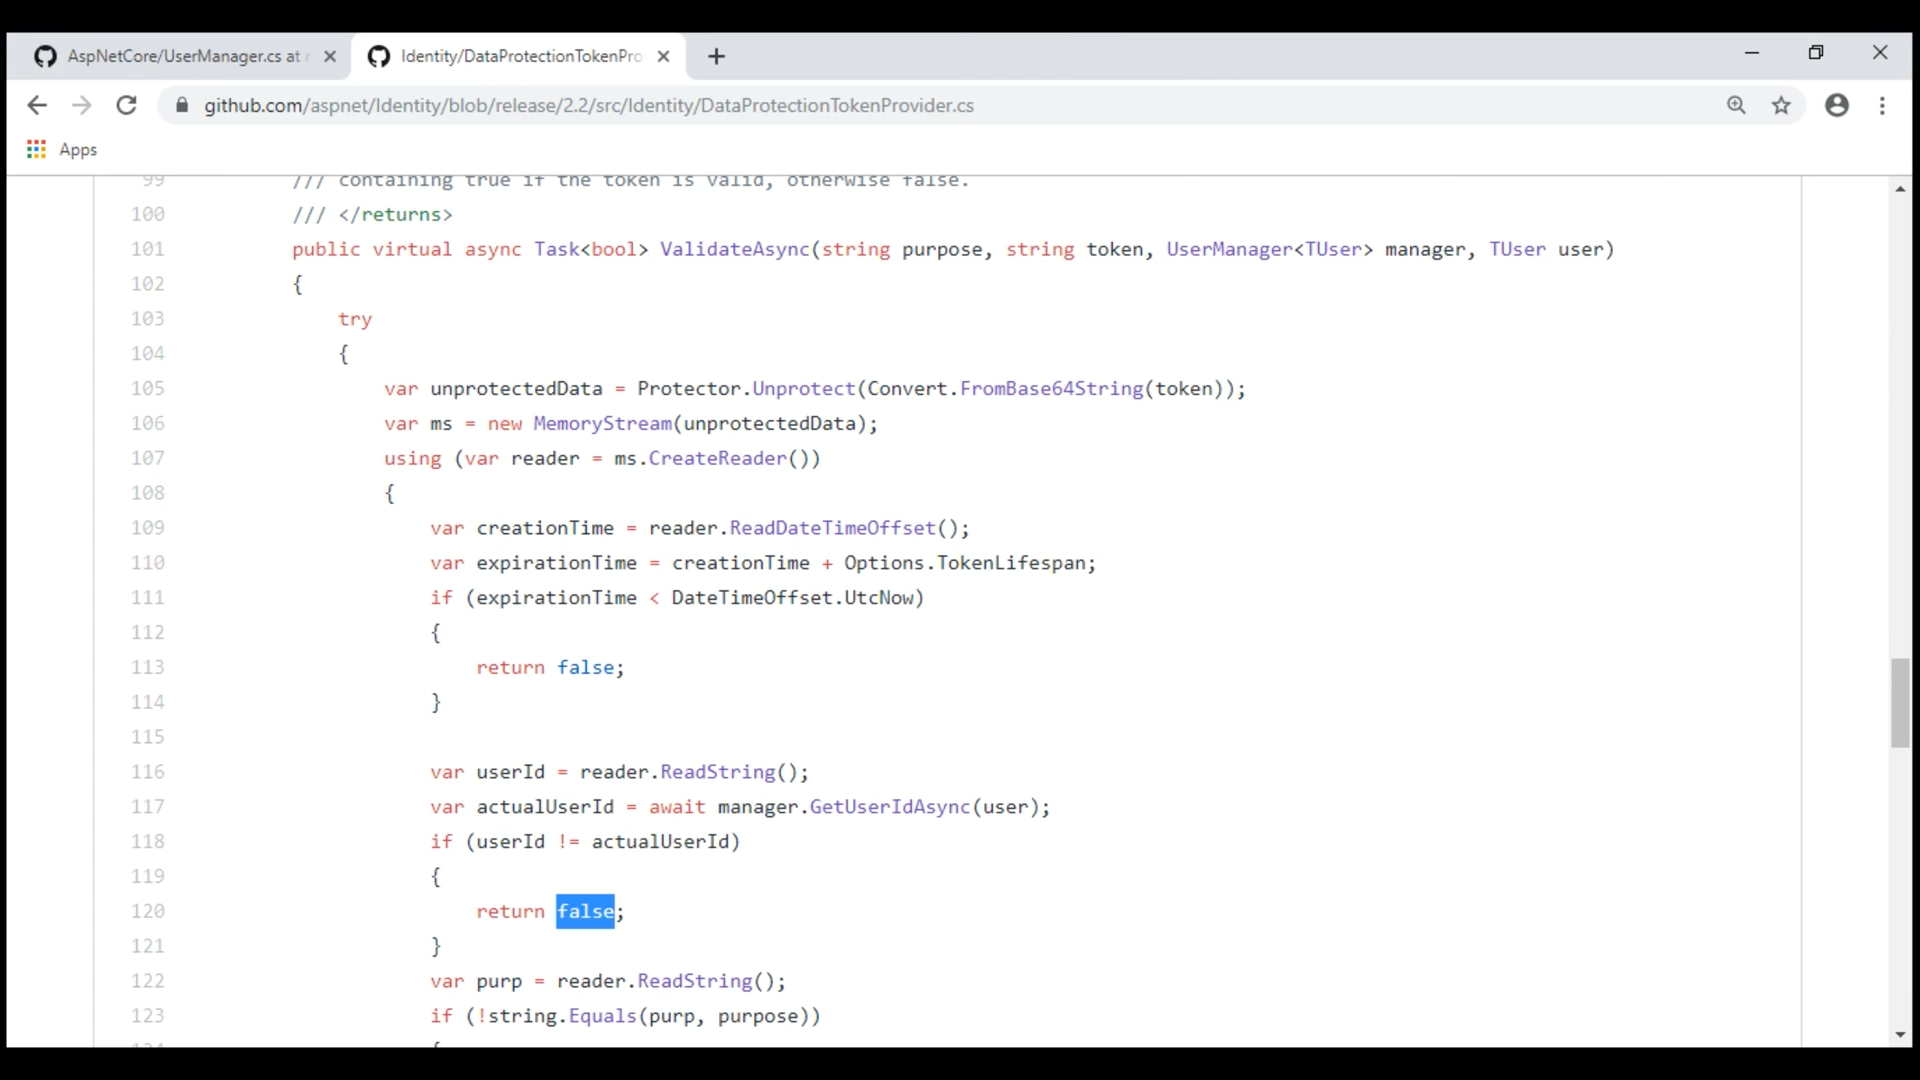 AspNetCore/UserManager.cs at
Identity/DataProtectionTokenPro
github.com/aspnet/Identity/blob/release/2.2/src/Identity/DataProtectionTokenProvider.cs
Apps
99 /// containing true if the token is valid, otherwise false.
100 /// </returns>
101 public virtual async Task<bool> ValidateAsync(string purpose, string token, UserManager<TUser> manager, TUser user)
102 {
103 try
104 {
105 var unprotectedData = Protector.Unprotect(Convert.FromBase64String(token));
106 var ms = new MemoryStream(unprotectedData);
107 using (var reader = ms.CreateReader())
108 {
109 var creationTime = reader.ReadDateTimeOffset();
110 var expirationTime = creationTime + Options.TokenLifespan;
111 if (expirationTime < DateTimeOffset.UtcNow)
112 {
113 return false;
114 }
115
116 var userId = reader.ReadString();
117 var actualUserId = await manager.GetUserIdAsync(user);
118 if (userId != actualUserId)
119 {
120 return false;
121 }
122 var purp = reader.ReadString();
123 if (!string.Equals(purp, purpose))